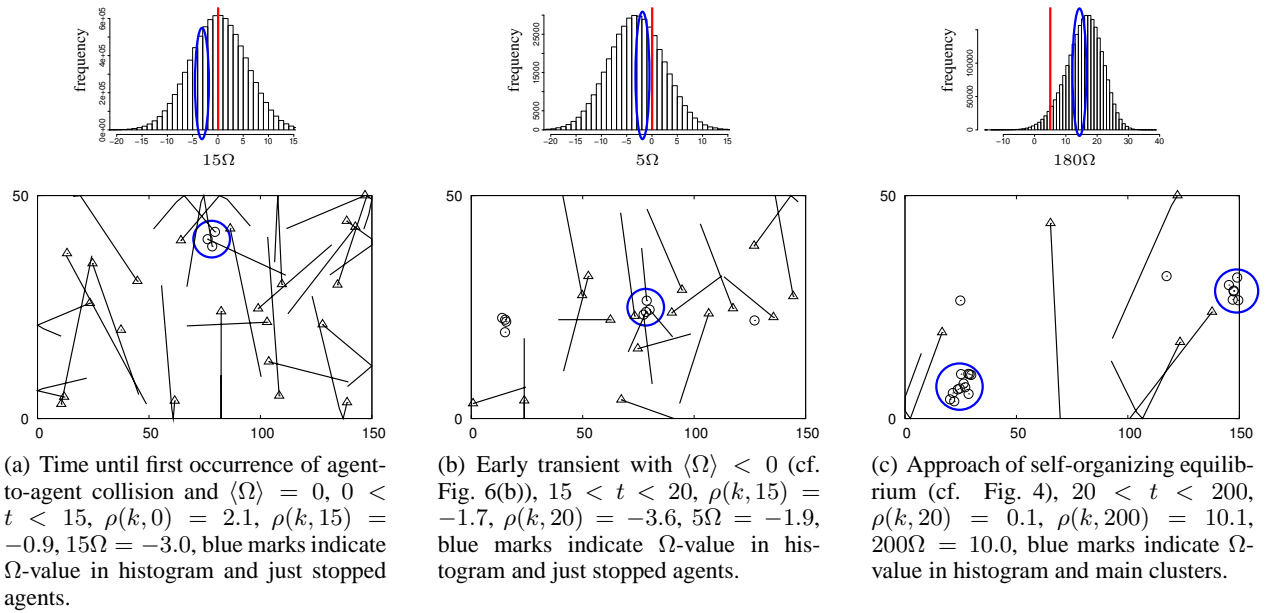 frequency
0e+00 2e+05 4e+05 6e+05
−20 −15 −10 −5 0 5 10 15
15Ω
frequency
0 50000 15000 25000
−20 −15 −10 −5 0 5 10 15
5Ω
frequency
0 50000 100000
−10 0 10 20 30 40
180Ω
50
0
0 50 100 150
50
0
0 50 100 150
50
0
0 50 100 150
(a) Time until first occurrence of agent-
to-agent collision and ⟨Ω⟩ = 0, 0 <
t < 15, ρ(k, 0) = 2.1, ρ(k, 15) =
−0.9, 15Ω = −3.0, blue marks indicate
Ω-value in histogram and just stopped
agents.
(b) Early transient with ⟨Ω⟩ < 0 (cf.
Fig. 6(b)), 15 < t < 20, ρ(k, 15) =
−1.7, ρ(k, 20) = −3.6, 5Ω = −1.9,
blue marks indicate Ω-value in his-
togram and just stopped agents.
(c) Approach of self-organizing equilib-
rium (cf. Fig. 4), 20 < t < 200,
ρ(k, 20) = 0.1, ρ(k, 200) = 10.1,
200Ω = 10.0, blue marks indicate Ω-
value in histogram and main clusters.